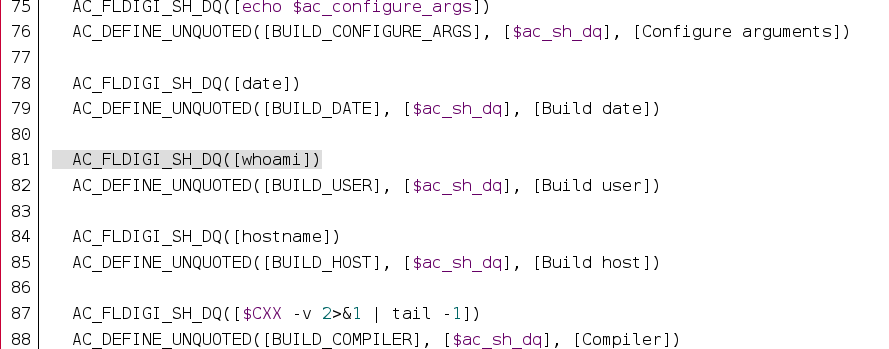 75 AC_FLDIGI_SH_DQ([echo $ac_configure_args])
76 AC_DEFINE_UNQUOTED([BUILD_CONFIGURE_ARGS], [$ac_sh_dq], [Configure arguments])
77
78 AC_FLDIGI_SH_DQ([date])
79 AC_DEFINE_UNQUOTED([BUILD_DATE], [$ac_sh_dq], [Build date])
80
81 AC_FLDIGI_SH_DQ([whoami])
82 AC_DEFINE_UNQUOTED([BUILD_USER], [$ac_sh_dq], [Build user])
83
84 AC_FLDIGI_SH_DQ([hostname])
85 AC_DEFINE_UNQUOTED([BUILD_HOST], [$ac_sh_dq], [Build host])
86
87 AC_FLDIGI_SH_DQ([$CXX -v 2>&1 | tail -1])
88 AC_DEFINE_UNQUOTED([BUILD_COMPILER], [$ac_sh_dq], [Compiler])